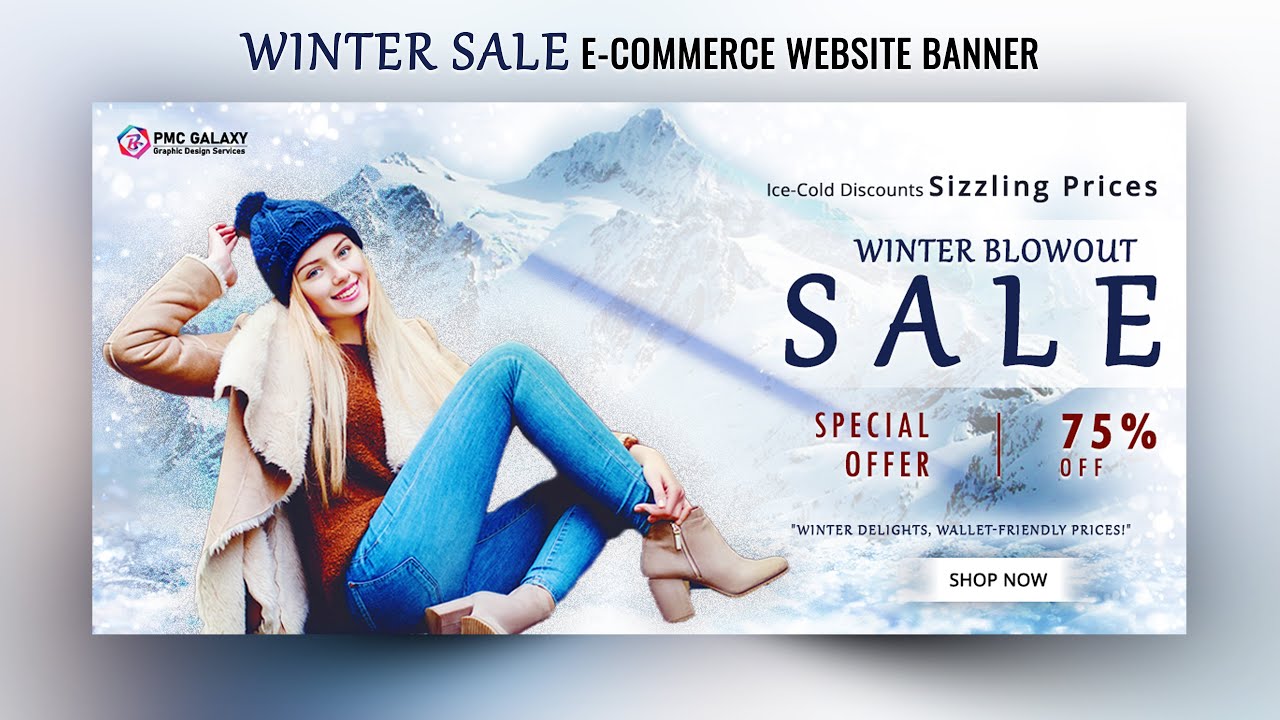 WINTER SALE E-COMMERCE WEBSITE BANNER
PMC GALAXY
Graphic Design Services
Ice-Cold Discounts Sizzling Prices
WINTER BLOWOUT
SALE
SPECIAL OFFER
75% OFF
"WINTER DELIGHTS, WALLET-FRIENDLY PRICES!"
SHOP NOW